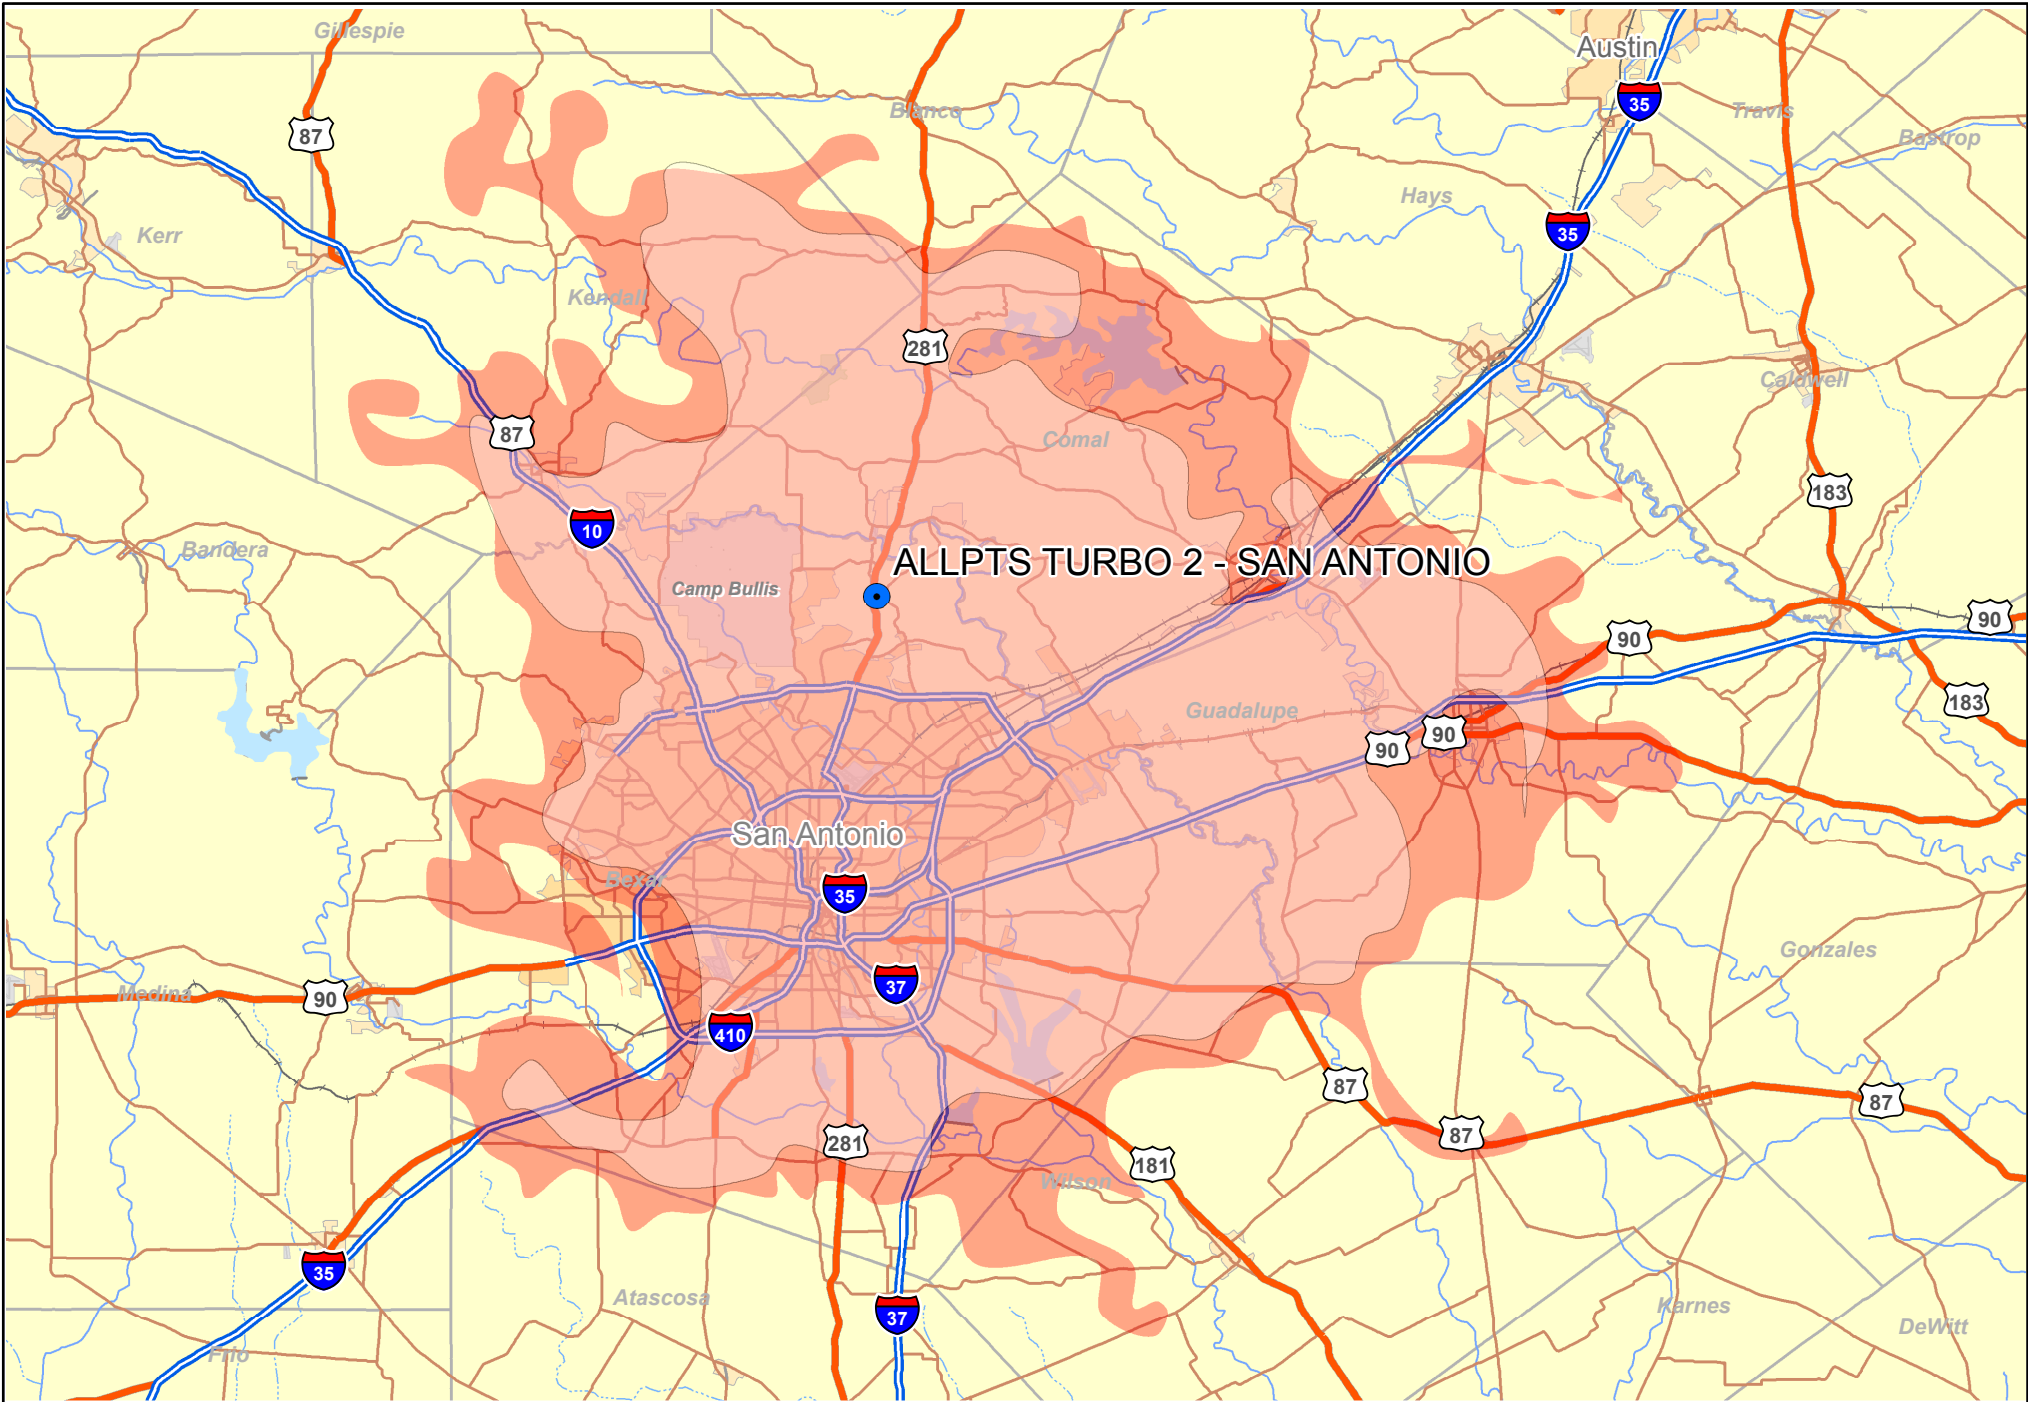 Gillespie
Austin
35
Blanco
Travis
87
Bastrop
Hays
35
Kerr
Kendall
281
Caldwell
87
Comal
183
10
Bandera
ALLPTS TURBO 2 - SAN ANTONIO
Camp Bullis
90
90
183
Guadalupe
90
90
San Antonio
Bexar
35
Gonzales
37
Medina
90
410
87
87
87
281
181
Wilson
35
Atascosa
37
Karnes
DeWitt
Frio